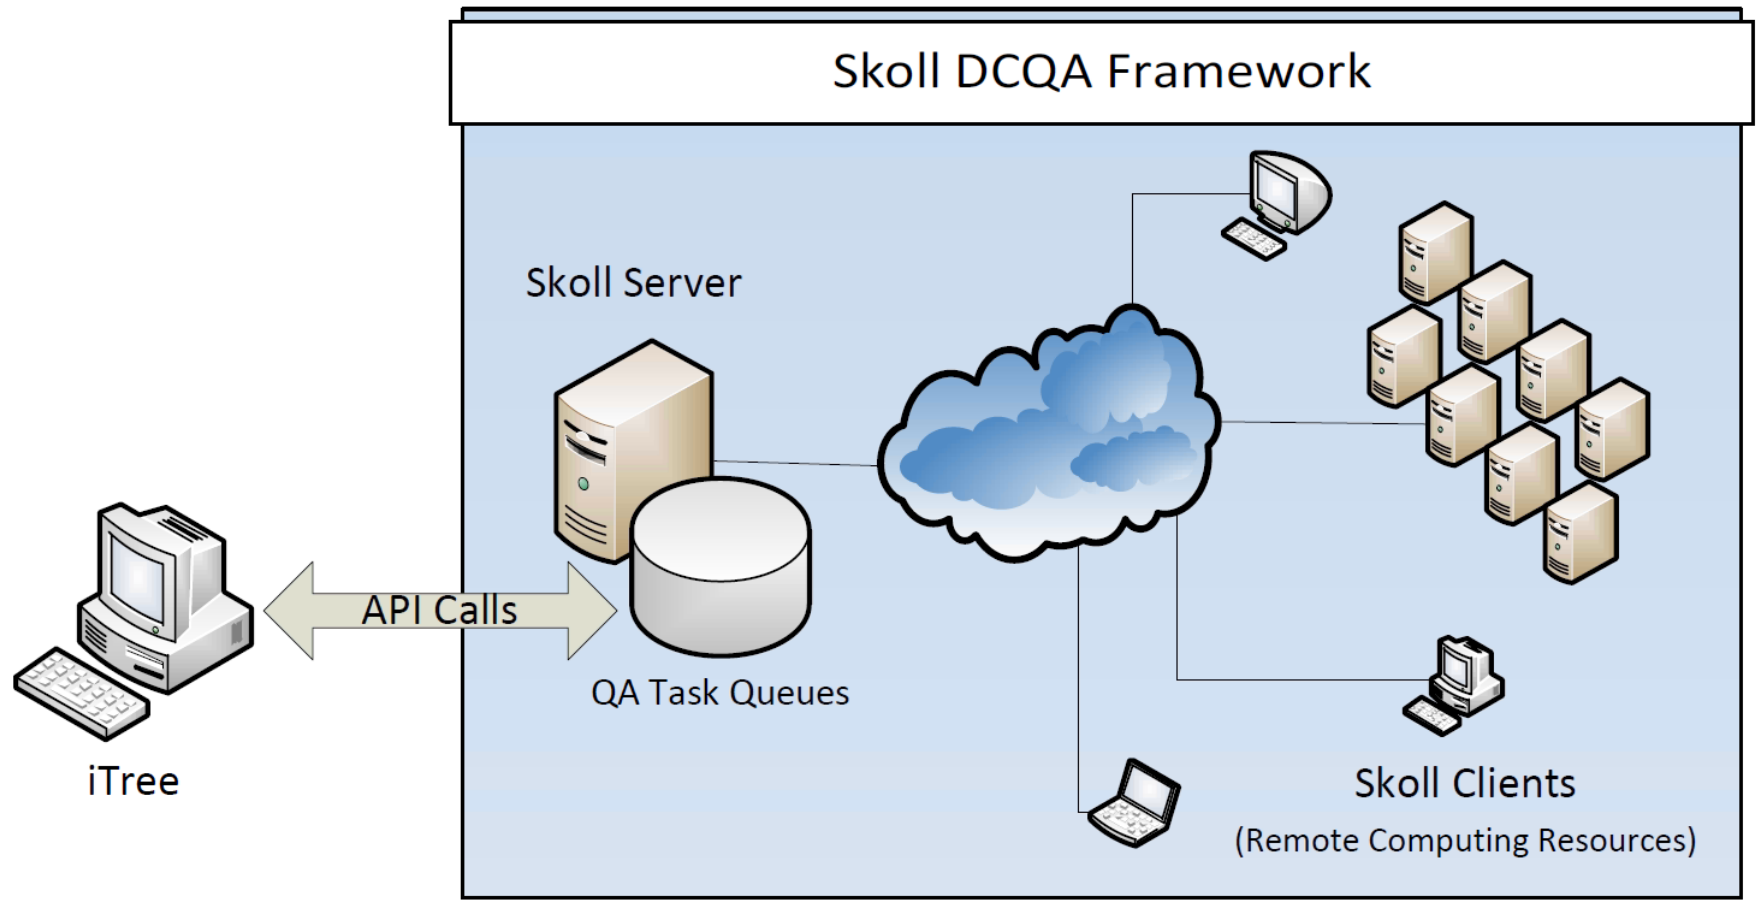 Skoll DCQA Framework
Skoll Server
API Calls
QA Task Queues
iTree
Skoll Clients
(Remote Computing Resources)